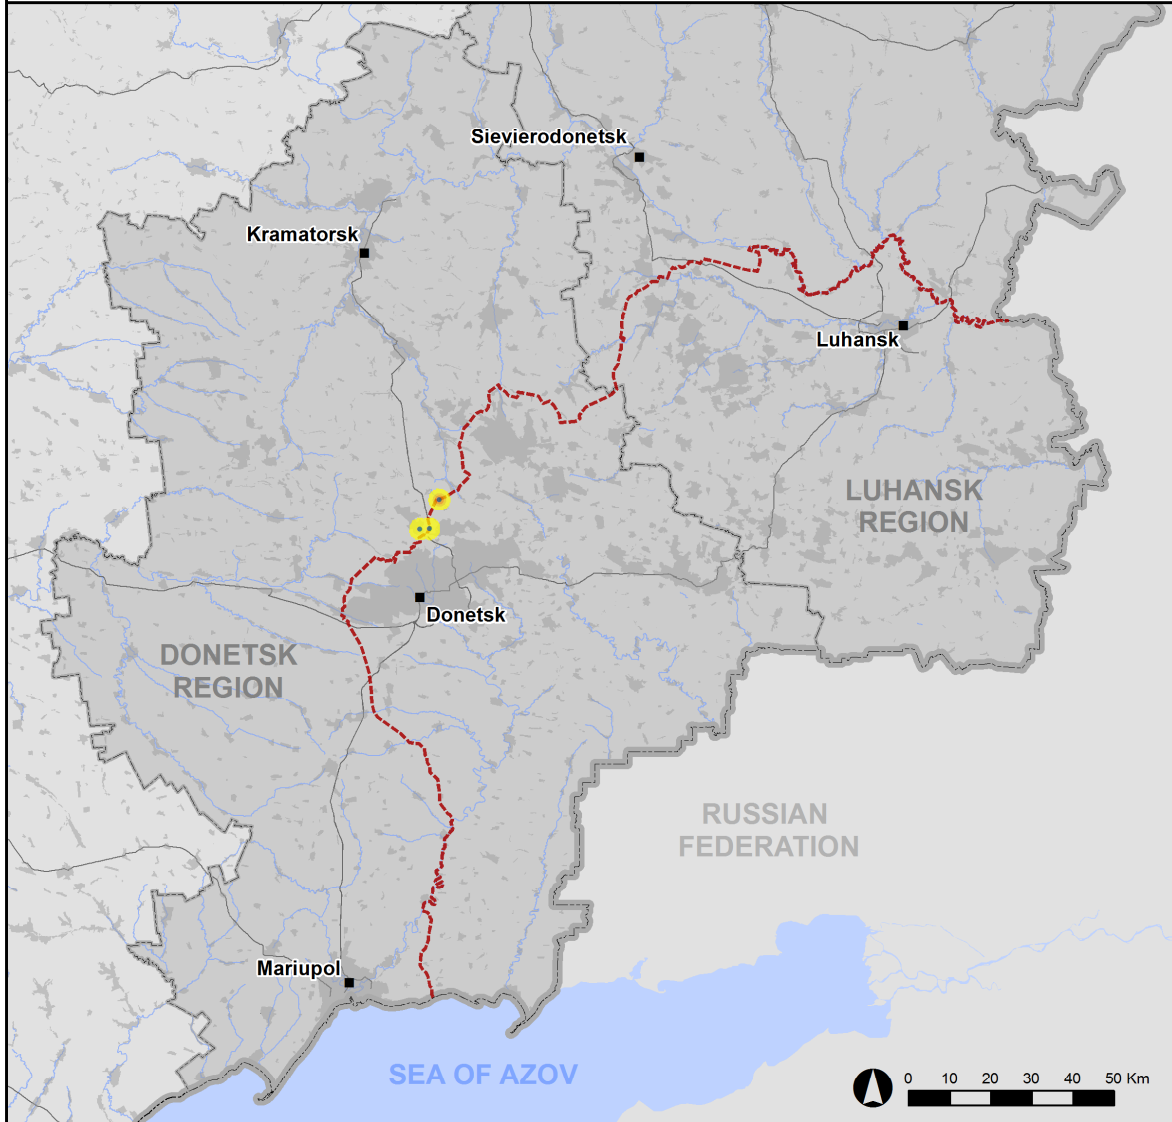 Sievierodonetsk
Kramatorsk
Luhansk
LUHANSK
REGION
Donetsk
DONETSK
REGION
RUSSIAN
FEDERATION
Mariupol
SEA OF AZOV
0 10 20 30 40 50 Km